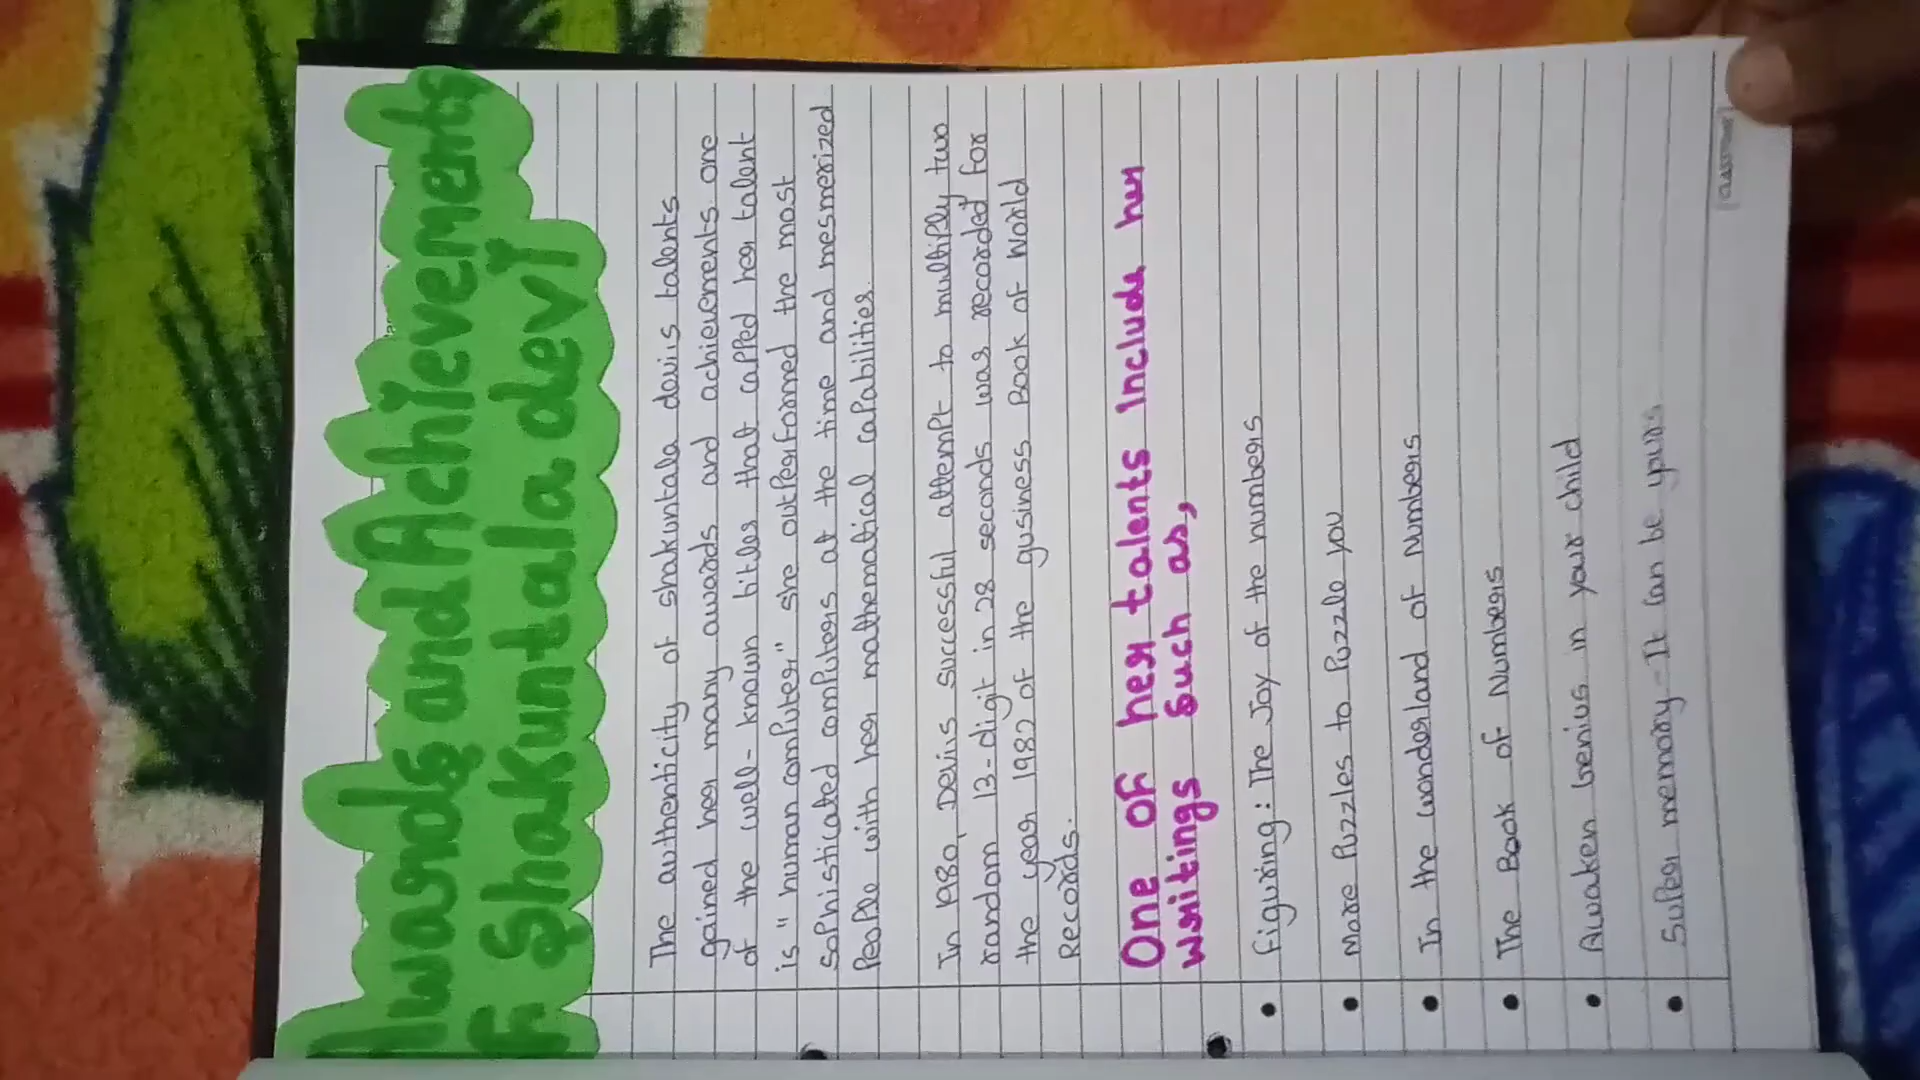 Awards and Achievements
of Shakuntala devi
The authenticity of shakuntala devis talents
gained her many awards and achievements. one
of the well-known titles that caffed her talent
is "human computer" she outperformed the most
sophisticated computers at the time and mesmerized
people with her mathematical capabilities.
In 1980, Devis successful attempt to multiply two
random 13-digit in 28 seconds was recorded for
the year 1982 of the gusiness Book of World
Records.
One of her talents include her
writings such as,
• figuring: The Joy of the numbers
• More Puzzles to Puzzle you
• In the wonderland of Numbers
• The Book of Numbers
• Awaken Genius in your child
• Super memory-It can be yours